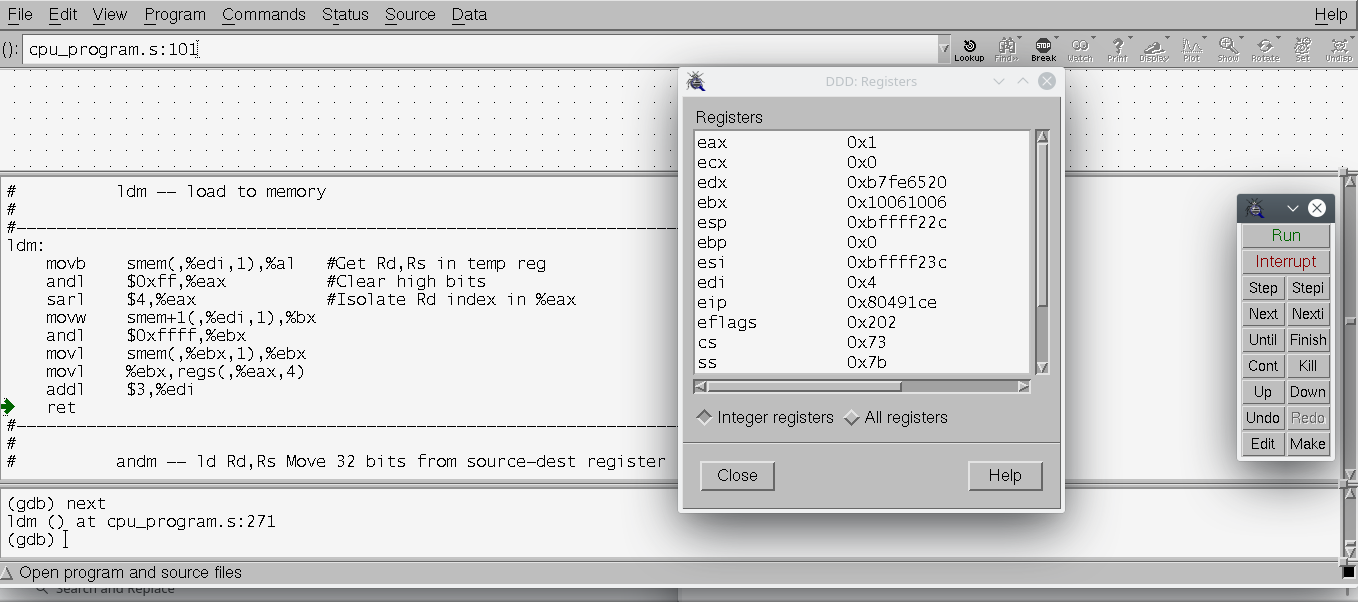 File Edit View Program Commands Status Source Data Help
(): cpu_program.s:101
Lookup Find» Break Watch Print Display Plot Show Rotate Set Undisp
STOP
DDD: Registers
Registers
eax 0x1
ecx 0x0
edx 0xb7fe6520
ebx 0x10061006
esp 0xbffff22c
ebp 0x0
esi 0xbffff23c
edi 0x4
eip 0x80491ce
eflags 0x202
cs 0x73
ss 0x7b
Integer registers All registers
Close Help
# ldm -- load to memory
#
#------------------------------------------------------------------
ldm:
movb smem(,%edi,1),%al #Get Rd,Rs in temp reg
andl $0xff,%eax #Clear high bits
sarl $4,%eax #Isolate Rd index in %eax
movw smem+1(,%edi,1),%bx
andl $0xffff,%ebx
movl smem(,%ebx,1),%ebx
movl %ebx,regs(,%eax,4)
addl $3,%edi
ret
#------------------------------------------------------------------
#
# andm -- ld Rd,Rs Move 32 bits from source-dest register
Run
Interrupt
Step Stepi
Next Nexti
Until Finish
Cont Kill
Up Down
Undo Redo
Edit Make
(gdb) next
ldm () at cpu_program.s:271
(gdb)
Open program and source files
Search and Replace